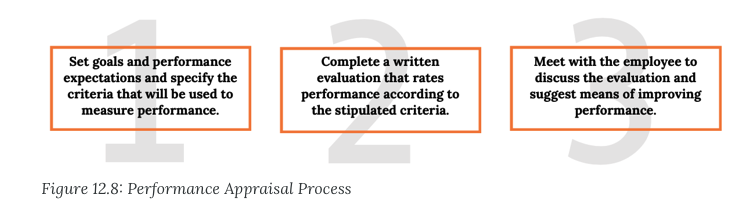 1
Set goals and performance
expectations and specify the
criteria that will be used to
measure performance.
2
Complete a written
evaluation that rates
performance according to
the stipulated criteria.
3
Meet with the employee to
discuss the evaluation and
suggest means of improving
performance.
Figure 12.8: Performance Appraisal Process